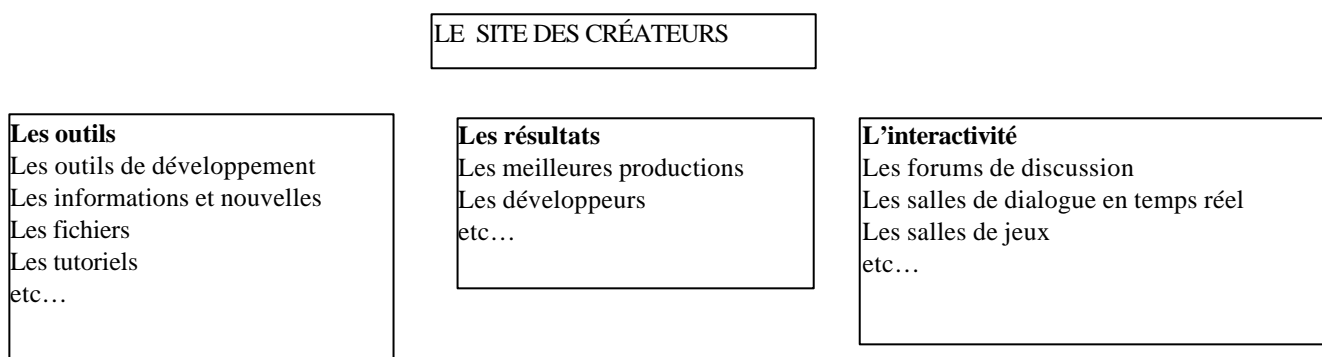 LE SITE DES CRÉATEURS
Les outils
Les outils de développement
Les informations et nouvelles
Les fichiers
Les tutoriels
etc…
Les résultats
Les meilleures productions
Les développeurs
etc…
L'interactivité
Les forums de discussion
Les salles de dialogue en temps réel
Les salles de jeux
etc…